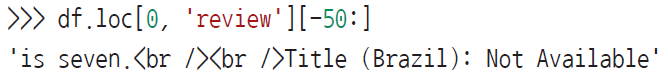 >>> df.loc[0, 'review'][-50:]
'is seven.<br /><br />Title (Brazil): Not Available'